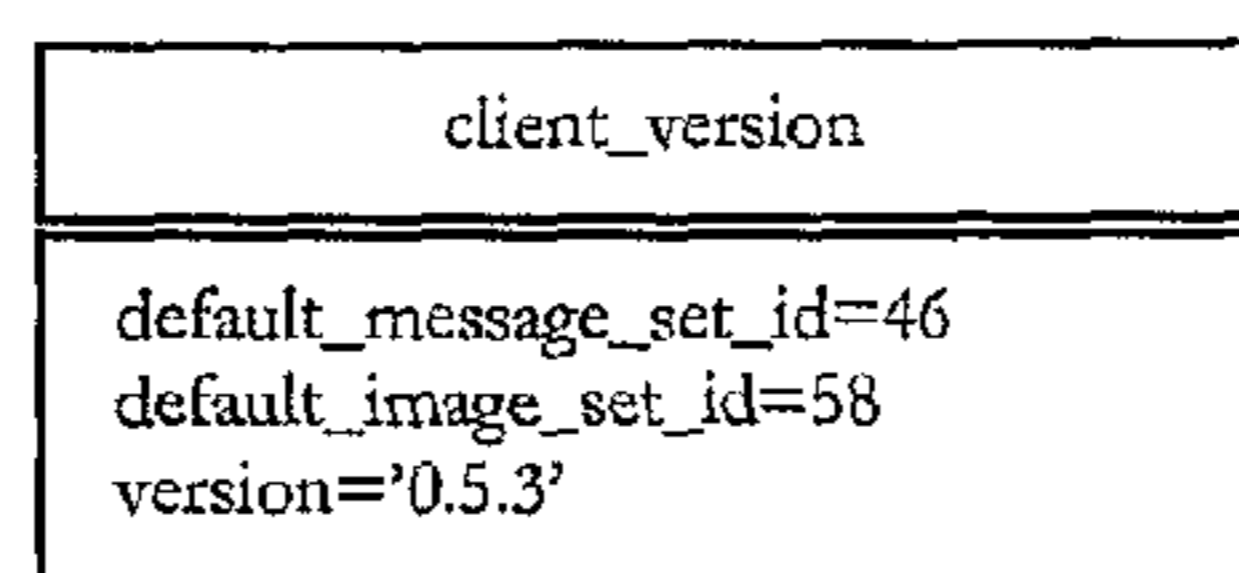 client_version
default_message_set_id=46
default_image_set_id=58
version=’0.5.3’